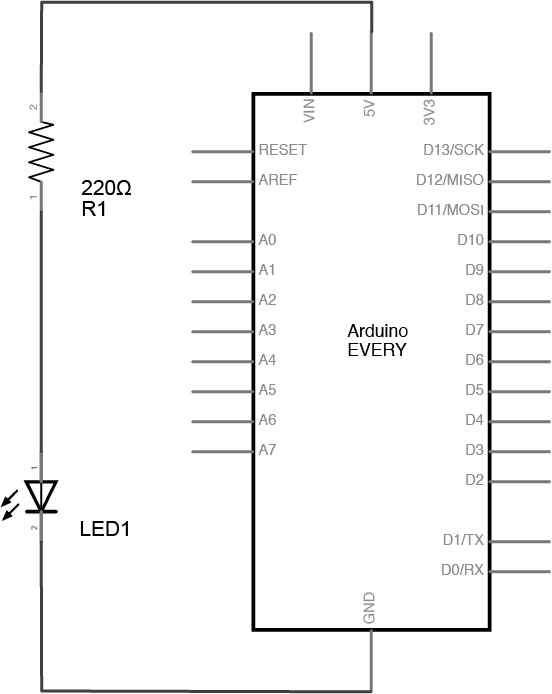 VIN
5V
3V3
2
220Ω
R1
1
RESET
AREF
A0
A1
A2
A3
A4
A5
A6
A7
Arduino
EVERY
D13/SCK
D12/MISO
D11/MOSI
D10
D9
D8
D7
D6
D5
D4
D3
D2
D1/TX
D0/RX
1
LED1
2
GND